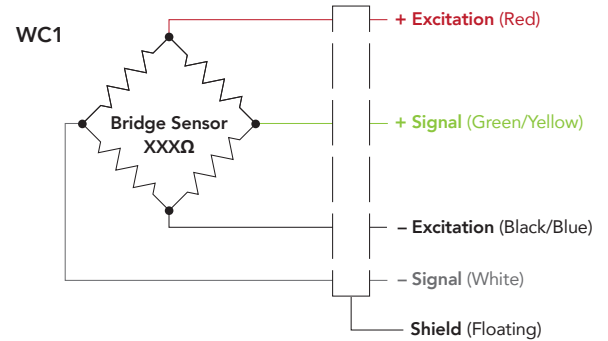 WC1
+ Excitation (Red)
Bridge Sensor
XXXΩ
+ Signal (Green/Yellow)
– Excitation (Black/Blue)
– Signal (White)
Shield (Floating)